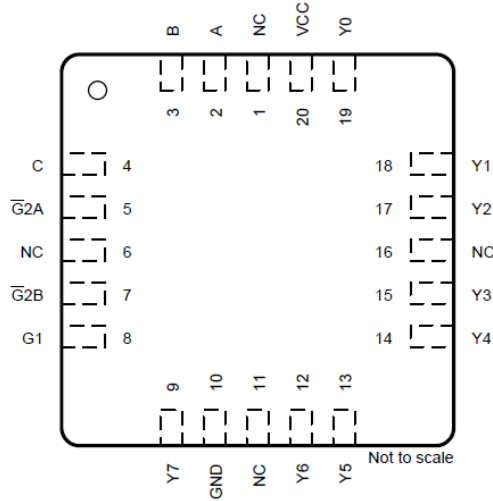 B A NC VCC Y0
3 2 1 20 19
C 4 18 Y1
G̅2A 5 17 Y2
NC 6 16 NC
G̅2B 7 15 Y3
G1 8 14 Y4
9 10 11 12 13
Y7 GND NC Y6 Y5
Not to scale